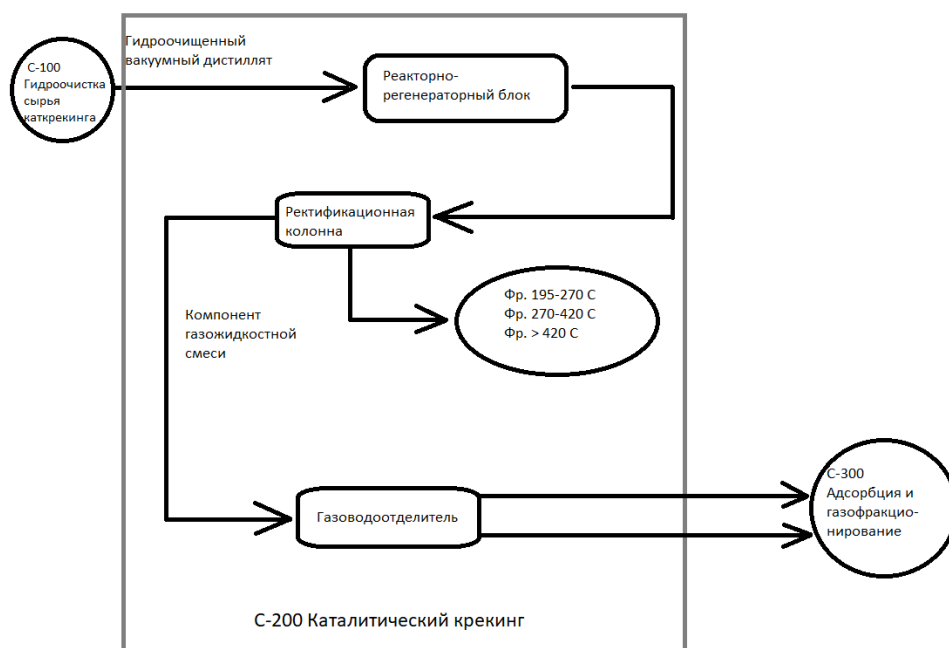 С-100
Гидроочистка
сырья
каткрекинга
Гидроочищенный
вакуумный дистиллят
Реакторно-
регенераторный блок
Ректификационная
колонна
Фр. 195-270 С
Фр. 270-420 С
Фр. > 420 С
Компонент
газожидкостной
смеси
Газоводоотделитель
С-300
Адсорбция и
газофракцио-
нирование
С-200 Каталитический крекинг